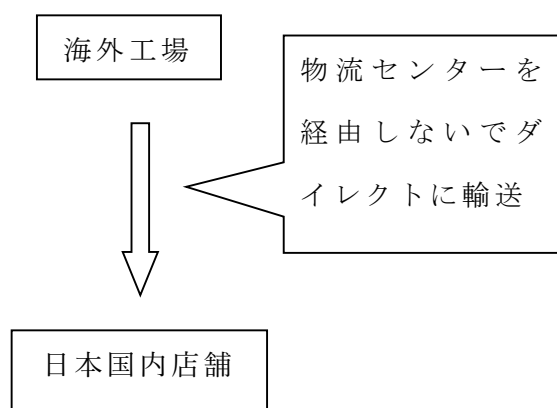 海外工場
物流センターを
経由しないでダ
イレクトに輸送
日本国内店舗